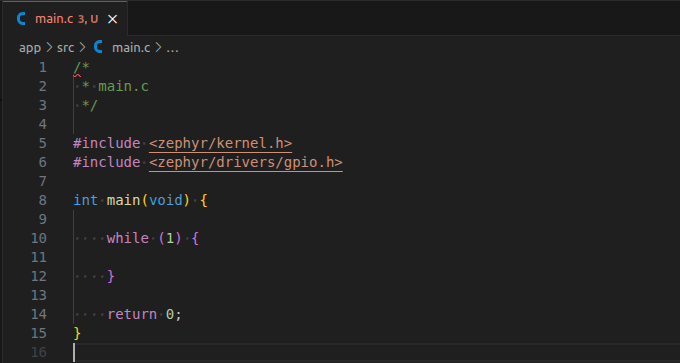 main.c 3, U
app > src > main.c > ...
1 /*
2  * main.c
3  */
4
5 #include <zephyr/kernel.h>
6 #include <zephyr/drivers/gpio.h>
7
8 int main(void) {
9
10     while (1) {
11
12     }
13
14     return 0;
15 }
16